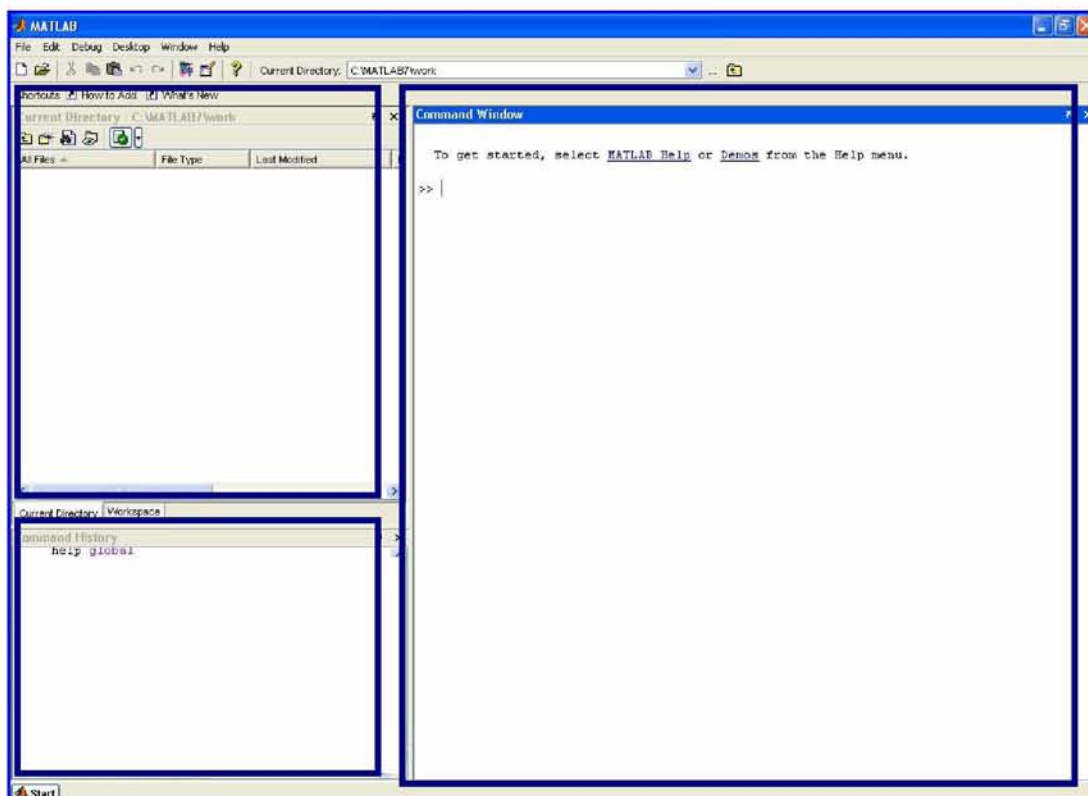 MATLAB
File Edit Debug Desktop Window Help
Current Directory: C:\MATLAB7\work
Shortcuts How to Add What's New
Current Directory - C:\MATLAB7\work
All Files File Type Last Modified
Current Directory Workspace
Command History
help global
Command Window
To get started, select MATLAB Help or Demos from the Help menu.
>>
Start